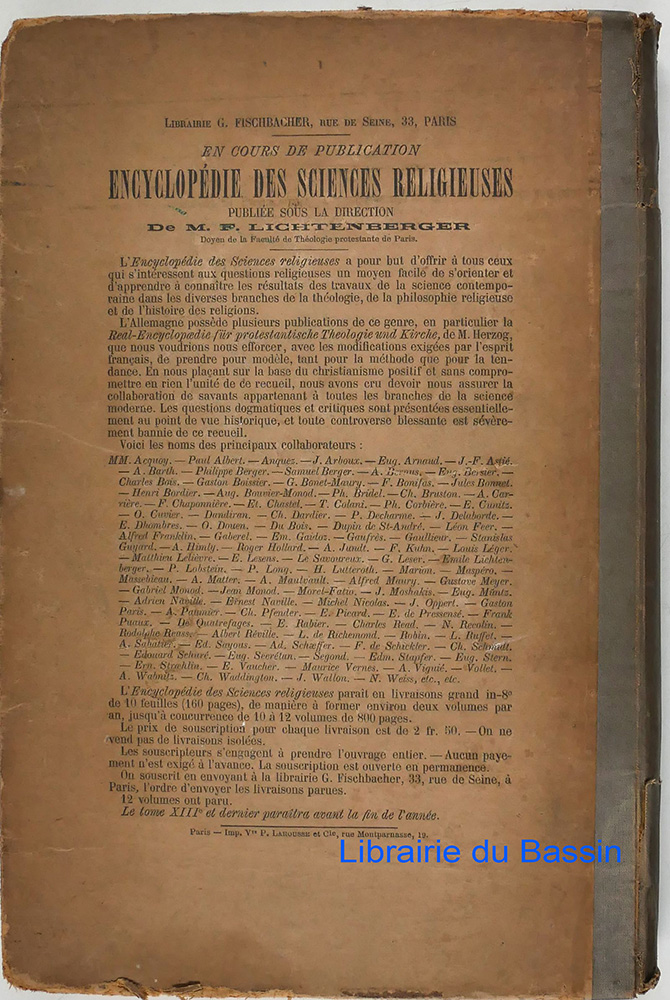 LIBRAIRIE G. FISCHBACHER, RUE DE SEINE, 33, PARIS
EN COURS DE PUBLICATION
ENCYCLOPÉDIE DES SCIENCES RELIGIEUSES
PUBLIÉE SOUS LA DIRECTION
De M. F. LICHTENBERGER
Doyen de la Faculté de Théologie protestante de Paris.
L'Encyclopédie des Sciences religieuses a pour but d'offrir à tous ceux
qui s'intéressent aux questions religieuses un moyen facile de s'orienter et
d'apprendre à connaître les résultats des travaux de la science contempo-
raine dans les diverses branches de la théologie, de la philosophie religieuse
et de l'histoire des religions.
L'Allemagne possède plusieurs publications de ce genre, en particulier la
Real-Encyclopædie für protestantische Theologie und Kirche, de M. Herzog,
que nous voudrions nous efforcer, avec les modifications exigées par l'esprit
français, de prendre pour modèle, tant pour la méthode que pour la ten-
dance. En nous plaçant sur la base du christianisme positif et sans compro-
mettre en rien l'unité de ce recueil, nous avons cru devoir nous assurer la
collaboration de savants appartenant à toutes les branches de la science
moderne. Les questions dogmatiques et critiques sont présentées essentielle-
ment au point de vue historique, et toute controverse blessante est sévère-
ment bannie de ce recueil.
Voici les noms des principaux collaborateurs :
MM. Acquoy. — Paul Albert. — Anquez. — J. Arboux. — Eug. Arnaud. — J.-F. Astié.
— A. Barth. — Philippe Berger. — Samuel Berger. — A. — Eug. Bersier. —
Charles Bois. — Gaston Boissier. — G. Bonet-Maury. — F. Bonifas. — Jules Bonnet.
— Henri Bordier. — Aug. Bouvier-Monod. — Ph. Bridel. — Ch. Bruston. — A. Car-
rière. — F. Chaponnière. — Et. Chastel. — T. Colani. — Ph. Corbière. — E. Cunitz.
— O. Cuvier. — Dandiran. — Ch. Dardier. — P. Decharme. — J. Delaborde. —
E. Dhombres. — O. Douen. — Du Bois. — Dupin de St-André. — Léon Feer. —
Alfred Franklin. — Gaberel. — Em. Gaidoz. — Gaufrès. — Gaullieur. — Stanislas
Guyard. — A. Himly. — Roger Hollard. — A. Jundt. — F. Kuhn. — Louis Léger.
— Matthieu Lelièvre. — E. Lesens. — Le Savoureux. — G. Leser. — Emile Lichten-
berger. — P. Lobstein. — P. Long. — H. Lutteroth. — Marion. — Maspéro. —
Massebieau. — A. Matter. — A. Maulvault. — Alfred Maury. — Gustave Meyer.
— Gabriel Monod. — Jean Monod. — Morel-Fatio. — J. Moshakis. — Eug. Müntz.
— Adrien Naville. — Ernest Naville. — Michel Nicolas. — J. Oppert. — Gaston
Paris. — A. Paumier. — Ch. Pfender. — E. Picard. — E. de Pressensé. — Frank
Puaux. — De Quatrefages. — E. Rabier. — Charles Read. — N. Recolin. —
Rodolphe Reuss. — Albert Réville. — L. de Richemond. — Robin. — L. Ruffet. —
A. Sabatier. — Ed. Sayous. — Ad. Schæffer. — F. de Schickler. — Ch. Schmidt.
— Edouard Schuré. — Eug. Secrétan. — Segond. — Edm. Stapfer. — Eug. Stern.
— Ern. Strœhlin. — E. Vaucher. — Maurice Vernes. — A. Viguié. — Vollet. —
A. Wabnitz. — Ch. Waddington. — J. Wallon. — N. Weiss, etc., etc.
L'Encyclopédie des Sciences religieuses paraît en livraisons grand in-8º
de 10 feuilles (160 pages), de manière à former environ deux volumes par
an, jusqu'à concurrence de 10 à 12 volumes de 800 pages.
Le prix de souscription pour chaque livraison est de 2 fr. 50. — On ne
vend pas de livraisons isolées.
Les souscripteurs s'engagent à prendre l'ouvrage entier. — Aucun paye-
ment n'est exigé à l'avance. La souscription est ouverte en permanence.
On souscrit en envoyant à la librairie G. Fischbacher, 33, rue de Seine, à
Paris, l'ordre d'envoyer les livraisons parues.
12 volumes ont paru.
Le tome XIIIe et dernier paraîtra avant la fin de l'année.
Paris — Imp. Vve P. LAROUSSE et Cie, rue Montparnasse, 19.
Librairie du Bassin